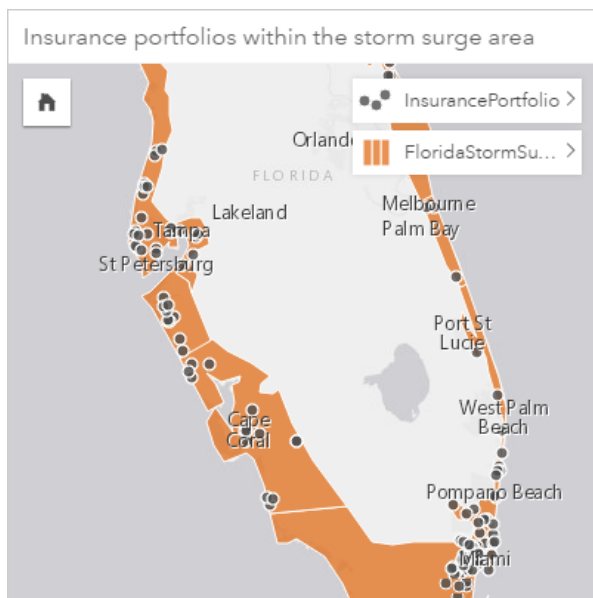 Insurance portfolios within the storm surge area
InsurancePortfolio
Orlando
FloridaStormSu...
FLORIDA
Melbourne
Lakeland
Palm Bay
Tampa
St Petersburg
Port St
Lucie
West Palm
Beach
Cape
Coral
Pompano Beach
Miami